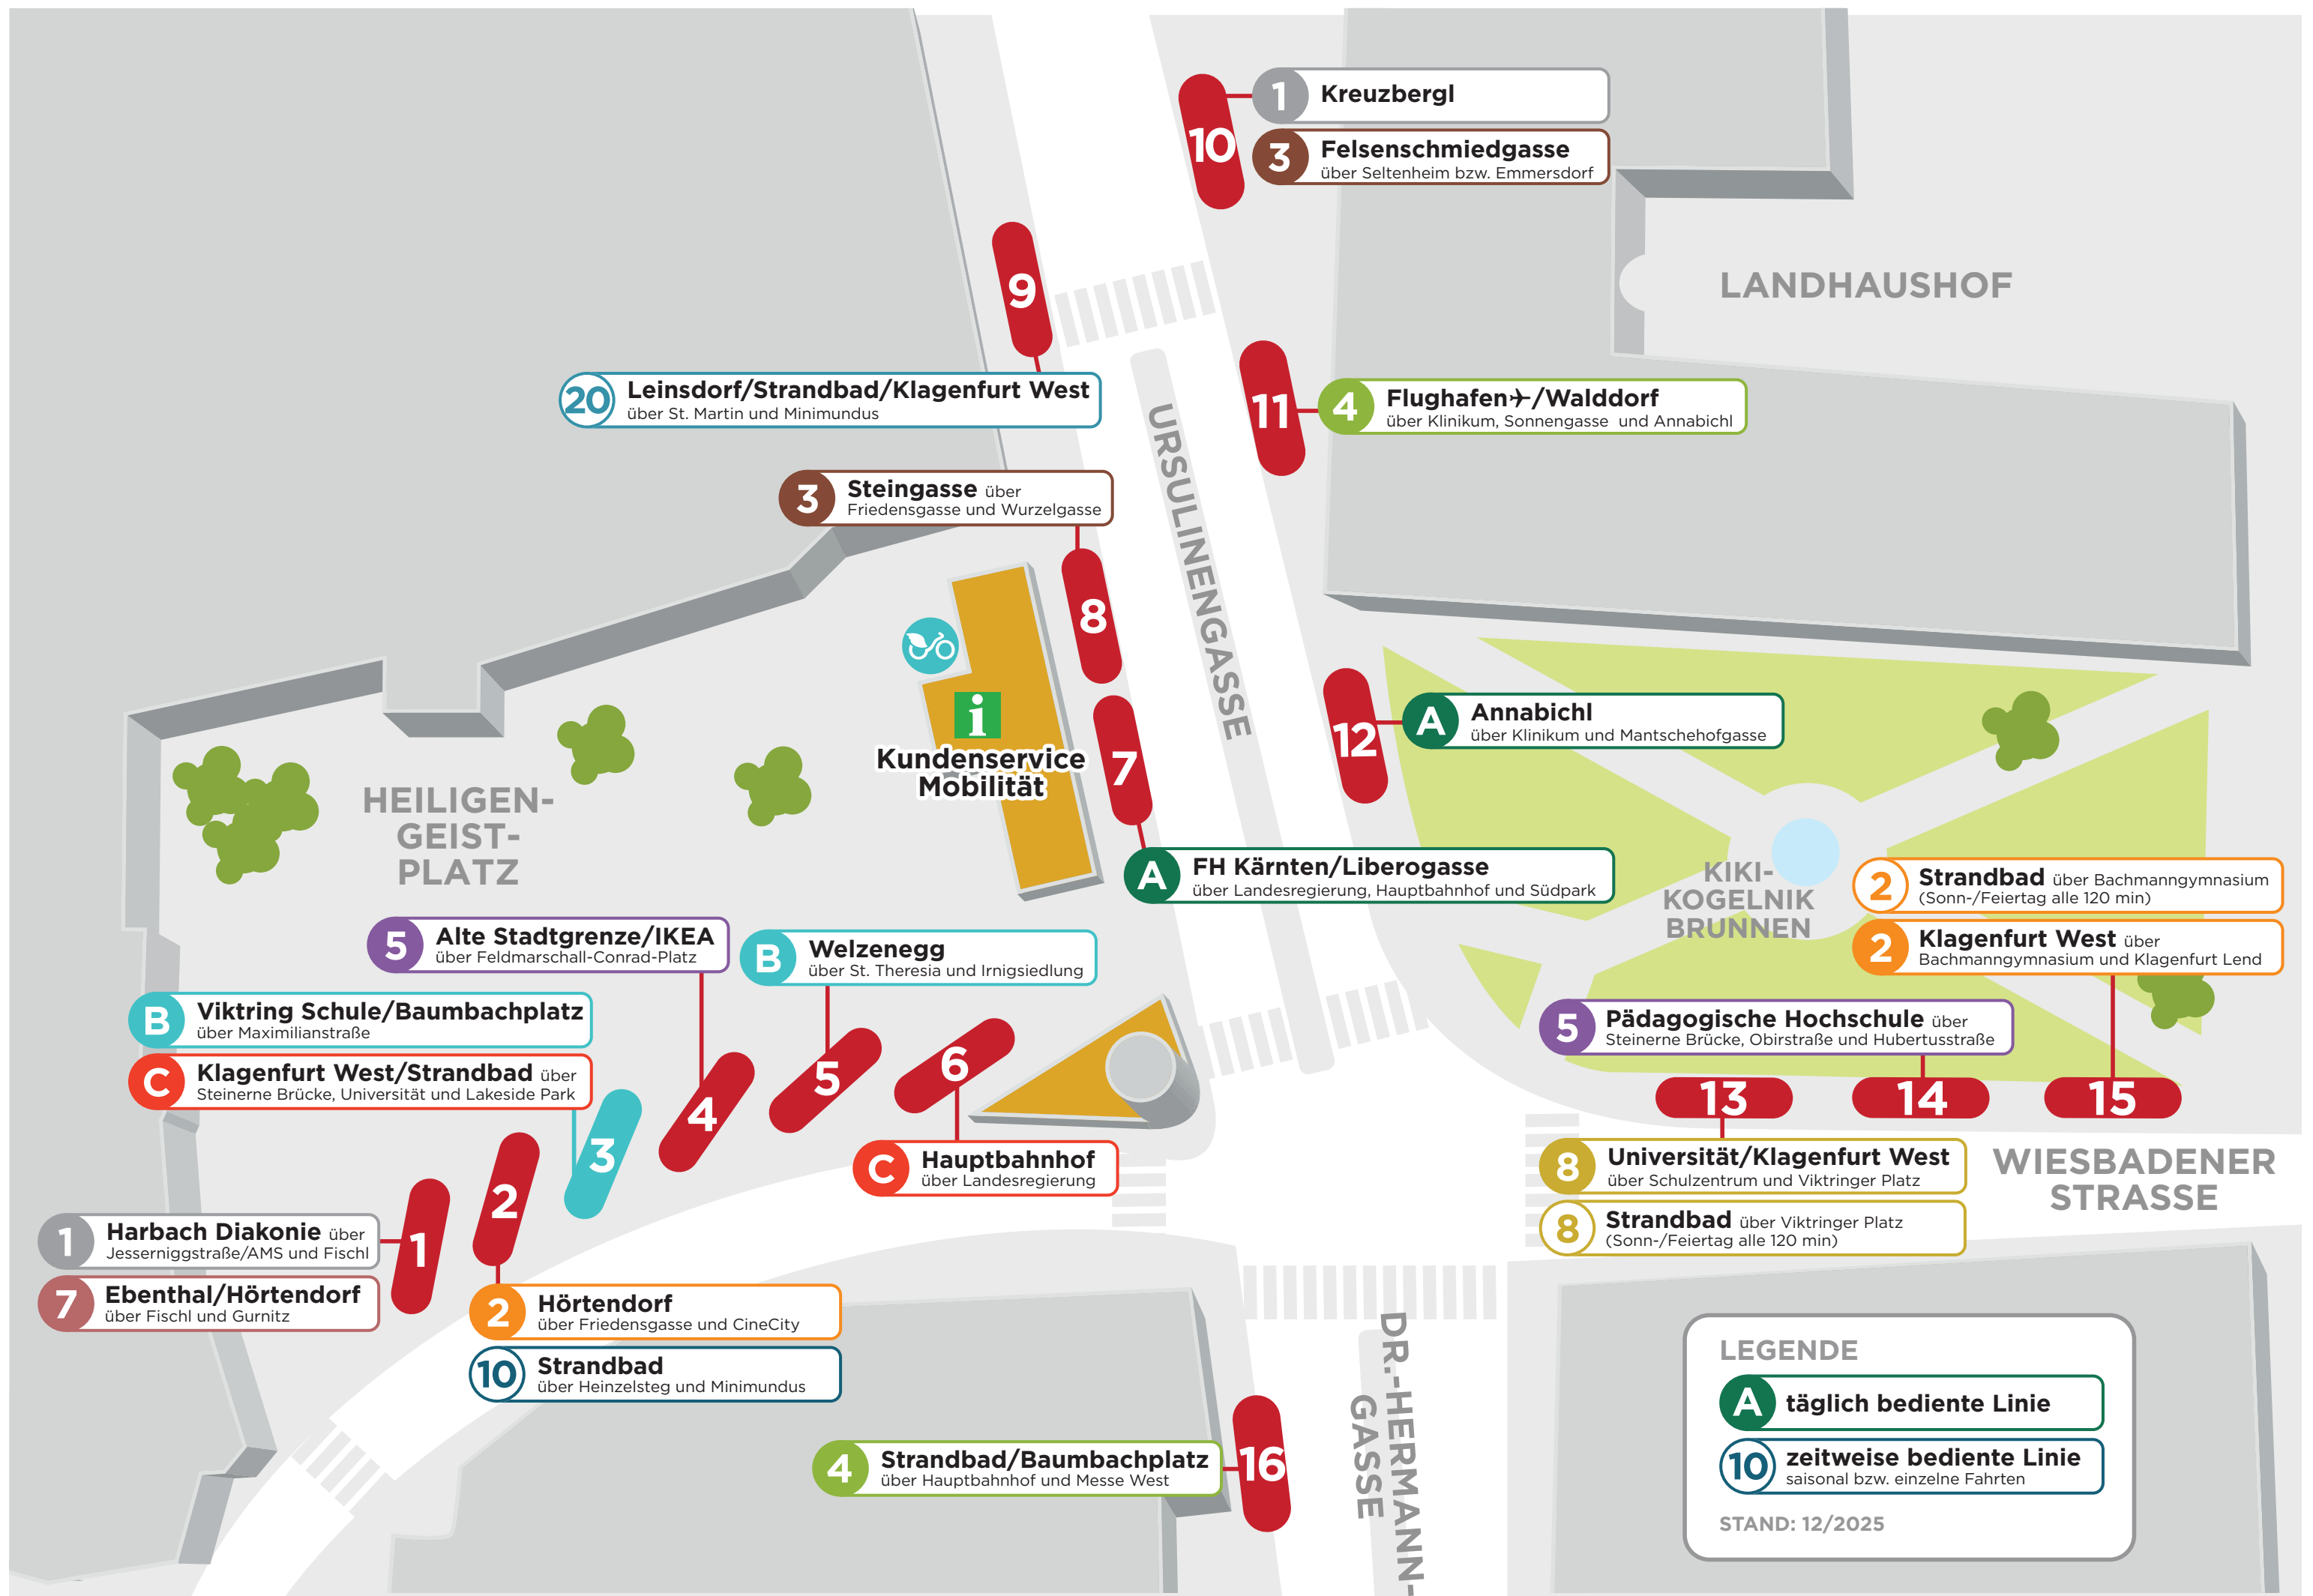 10
1 Kreuzbergl
3 Felsenschmiedgasse
über Seltenheim bzw. Emmersdorf
LANDHAUSHOF
9
20 Leinsdorf/Strandbad/Klagenfurt West
über St. Martin und Minimundus
11
4 Flughafen✈/Walddorf
über Klinikum, Sonnengasse und Annabichl
URSULINENGASSE
3 Steingasse über
Friedensgasse und Wurzelgasse
8
i
Kundenservice
Mobilität
7
12
A Annabichl
über Klinikum und Mantschehofgasse
HEILIGEN-
GEIST-
PLATZ
A FH Kärnten/Liberogasse
über Landesregierung, Hauptbahnhof und Südpark
KIKI-
KOGELNIK
BRUNNEN
2 Strandbad über Bachmanngymnasium
(Sonn-/Feiertag alle 120 min)
2 Klagenfurt West über
Bachmanngymnasium und Klagenfurt Lend
5 Alte Stadtgrenze/IKEA
über Feldmarschall-Conrad-Platz
B Welzenegg
über St. Theresia und Irnigsiedlung
B Viktring Schule/Baumbachplatz
über Maximilianstraße
C Klagenfurt West/Strandbad über
Steinerne Brücke, Universität und Lakeside Park
5 Pädagogische Hochschule über
Steinerne Brücke, Obirstraße und Hubertusstraße
6
5
4
3
2
1
13
14
15
C Hauptbahnhof
über Landesregierung
8 Universität/Klagenfurt West
über Schulzentrum und Viktringer Platz
8 Strandbad über Viktringer Platz
(Sonn-/Feiertag alle 120 min)
WIESBADENER
STRASSE
1 Harbach Diakonie über
Jesserniggstraße/AMS und Fischl
7 Ebenthal/Hörtendorf
über Fischl und Gurnitz
2 Hörtendorf
über Friedensgasse und CineCity
10 Strandbad
über Heinzelsteg und Minimundus
4 Strandbad/Baumbachplatz
über Hauptbahnhof und Messe West
16
DR.-HERMANN-
GASSE
LEGENDE
A täglich bediente Linie
10 zeitweise bediente Linie
saisonal bzw. einzelne Fahrten
STAND: 12/2025